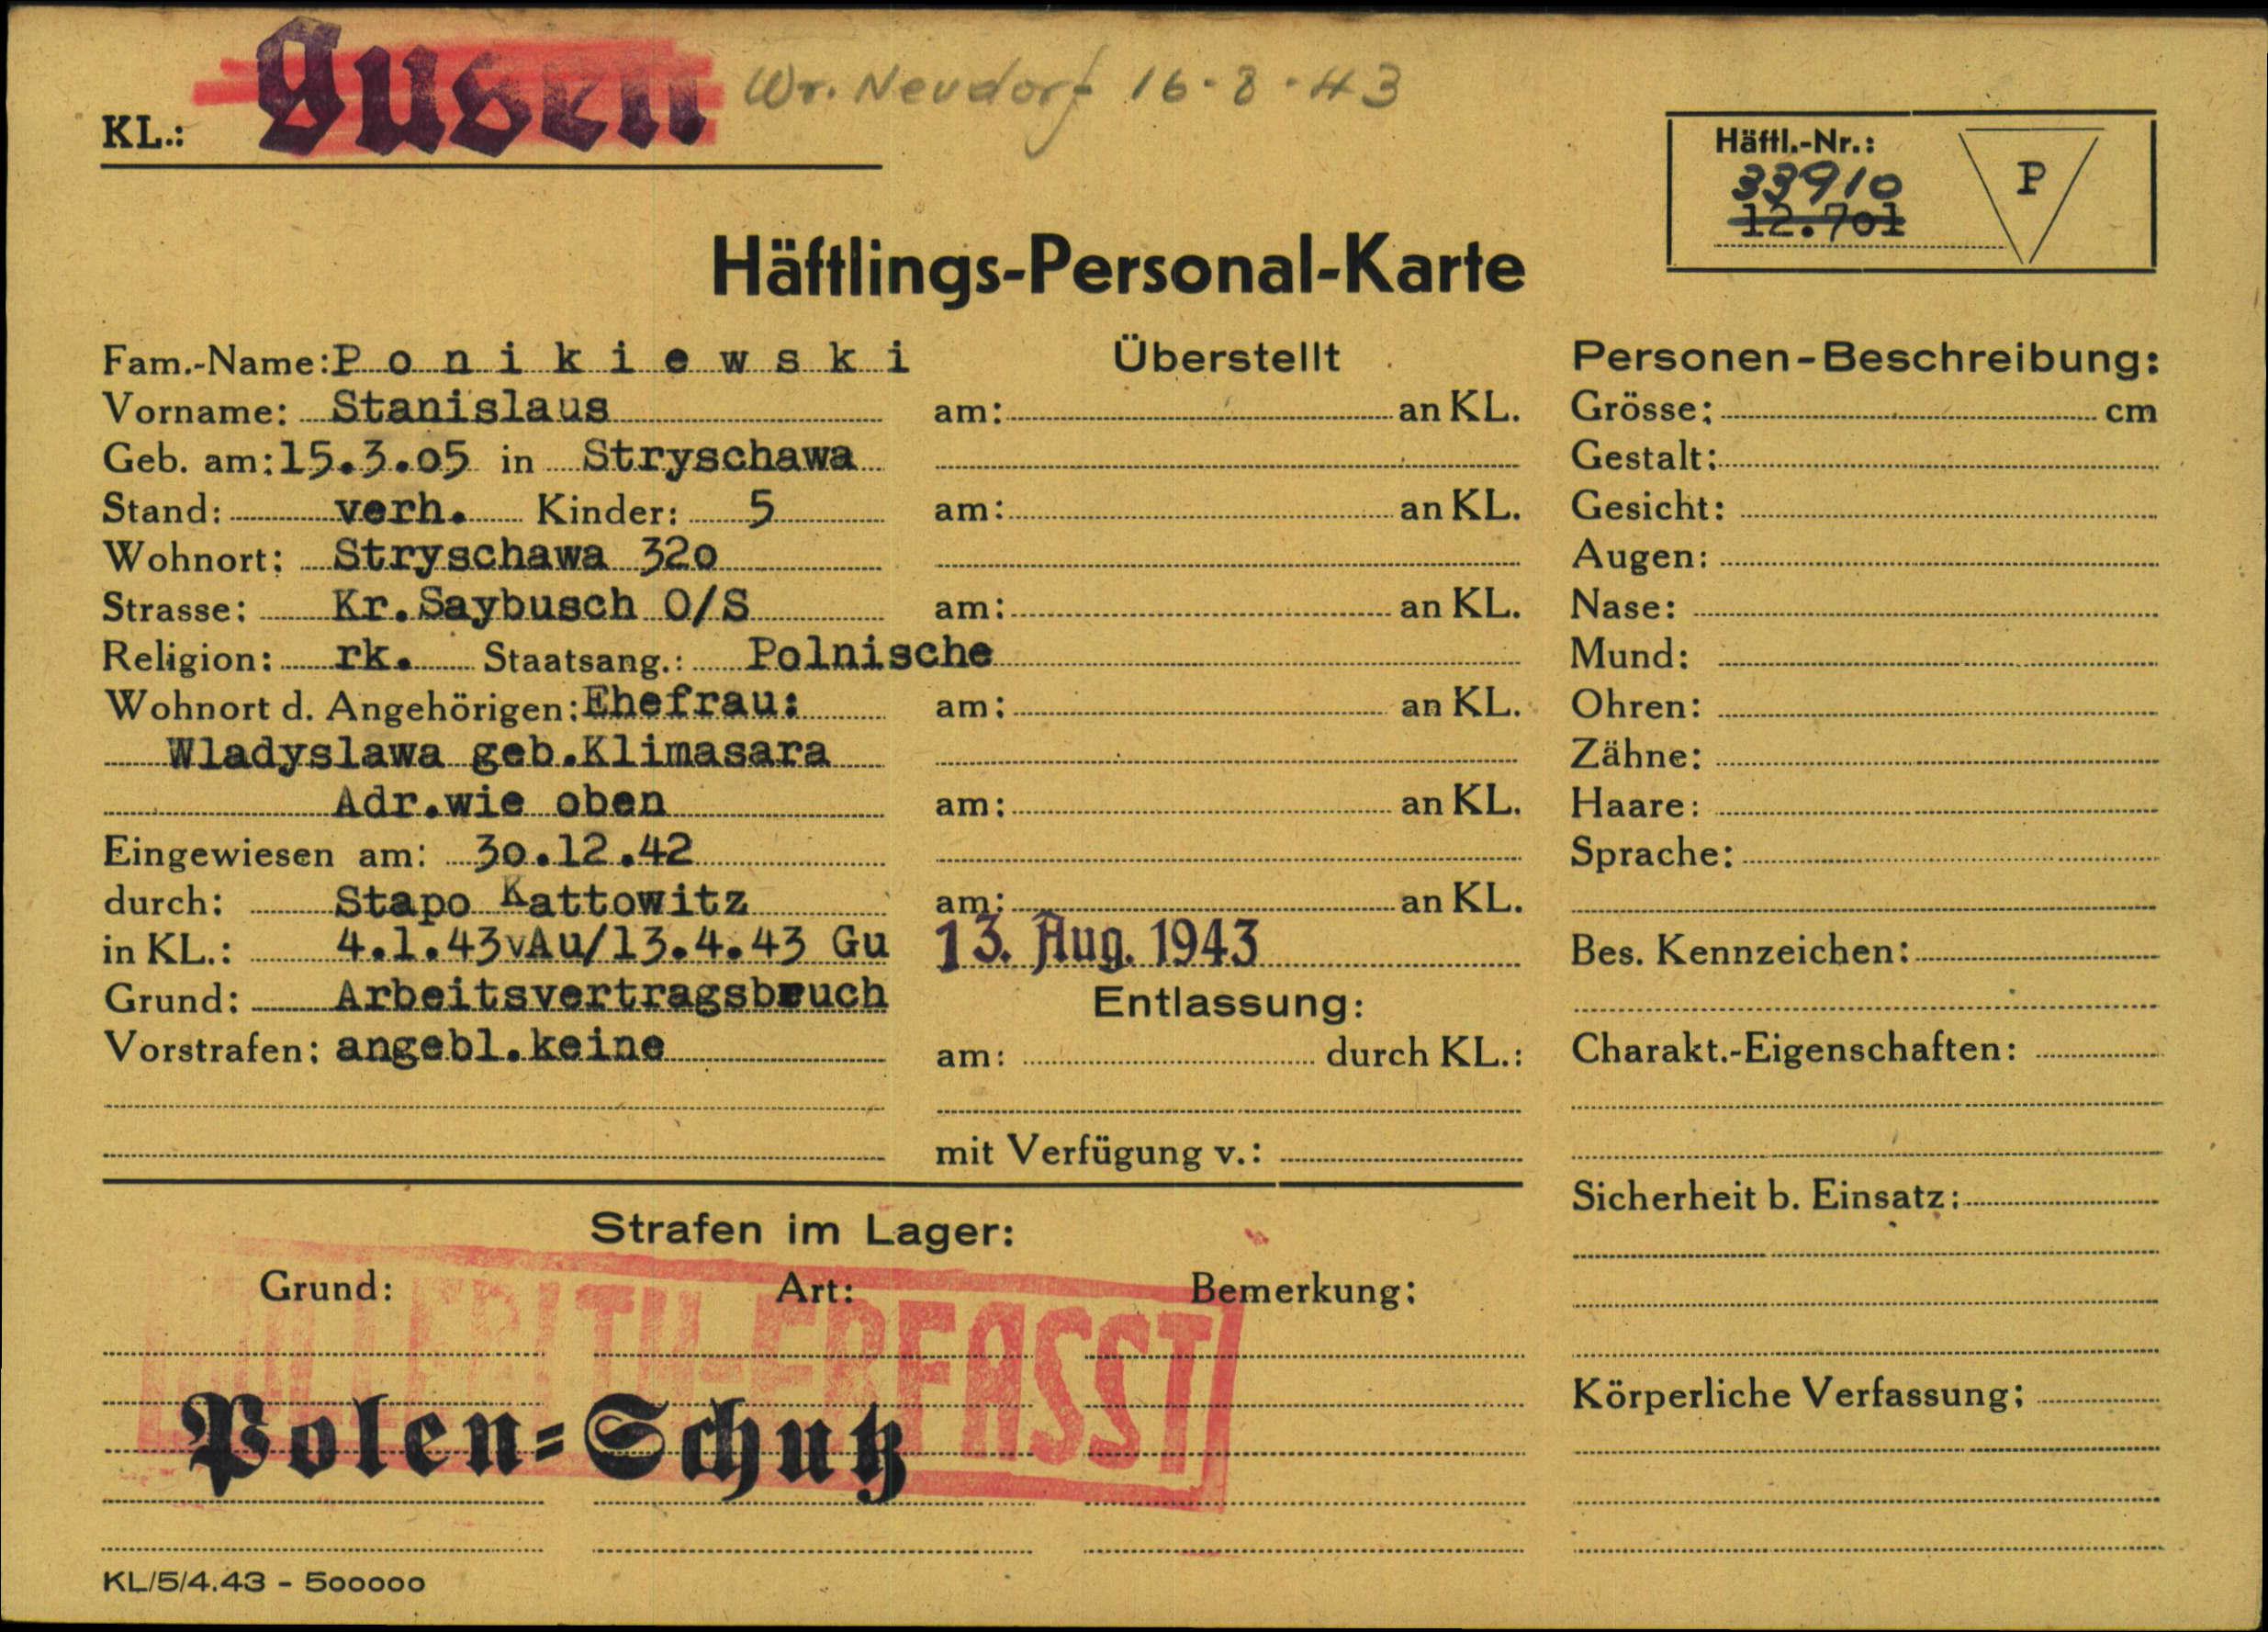 KL.: Gusen Wr. Neudorf 16.8.43
Häftl.-Nr.:
33910
12.701
P
Häftlings-Personal-Karte
Fam.-Name: Ponikiewski
Vorname: Stanislaus
Geb. am: 15.3.05 in Stryschawa
Stand: verh. Kinder: 5
Wohnort: Stryschawa 320
Strasse: Kr.Saybusch O/S
Religion: rk. Staatsang.: Polnische
Wohnort d. Angehörigen: Ehefrau:
Wladyslawa geb.Klimasara
Adr.wie oben
Eingewiesen am: 30.12.42
durch: Stapo Kattowitz
in KL.: 4.1.43vAu/13.4.43 Gu
Grund: Arbeitsvertragsbruch
Vorstrafen: angebl.keine
Überstellt
am: an KL.
am: an KL.
am: an KL.
am: an KL.
am: an KL.
am: an KL.
13. Aug. 1943
Entlassung:
am: durch KL.:
mit Verfügung v.:
Personen-Beschreibung:
Grösse: cm
Gestalt:
Gesicht:
Augen:
Nase:
Mund:
Ohren:
Zähne:
Haare:
Sprache:
Bes. Kennzeichen:
Charakt.-Eigenschaften:
Sicherheit b. Einsatz:
Körperliche Verfassung:
Strafen im Lager:
Grund: Art: Bemerkung:
HOLLERITH-ERFASST
Polen-Schutz
KL/5/4.43 - 500000